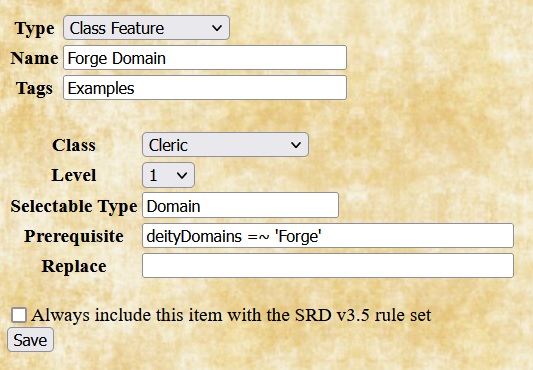 Type Class Feature
Name Forge Domain
Tags Examples
Class Cleric
Level 1
Selectable Type Domain
Prerequisite deityDomains =~ 'Forge'
Replace
Always include this item with the SRD v3.5 rule set
Save